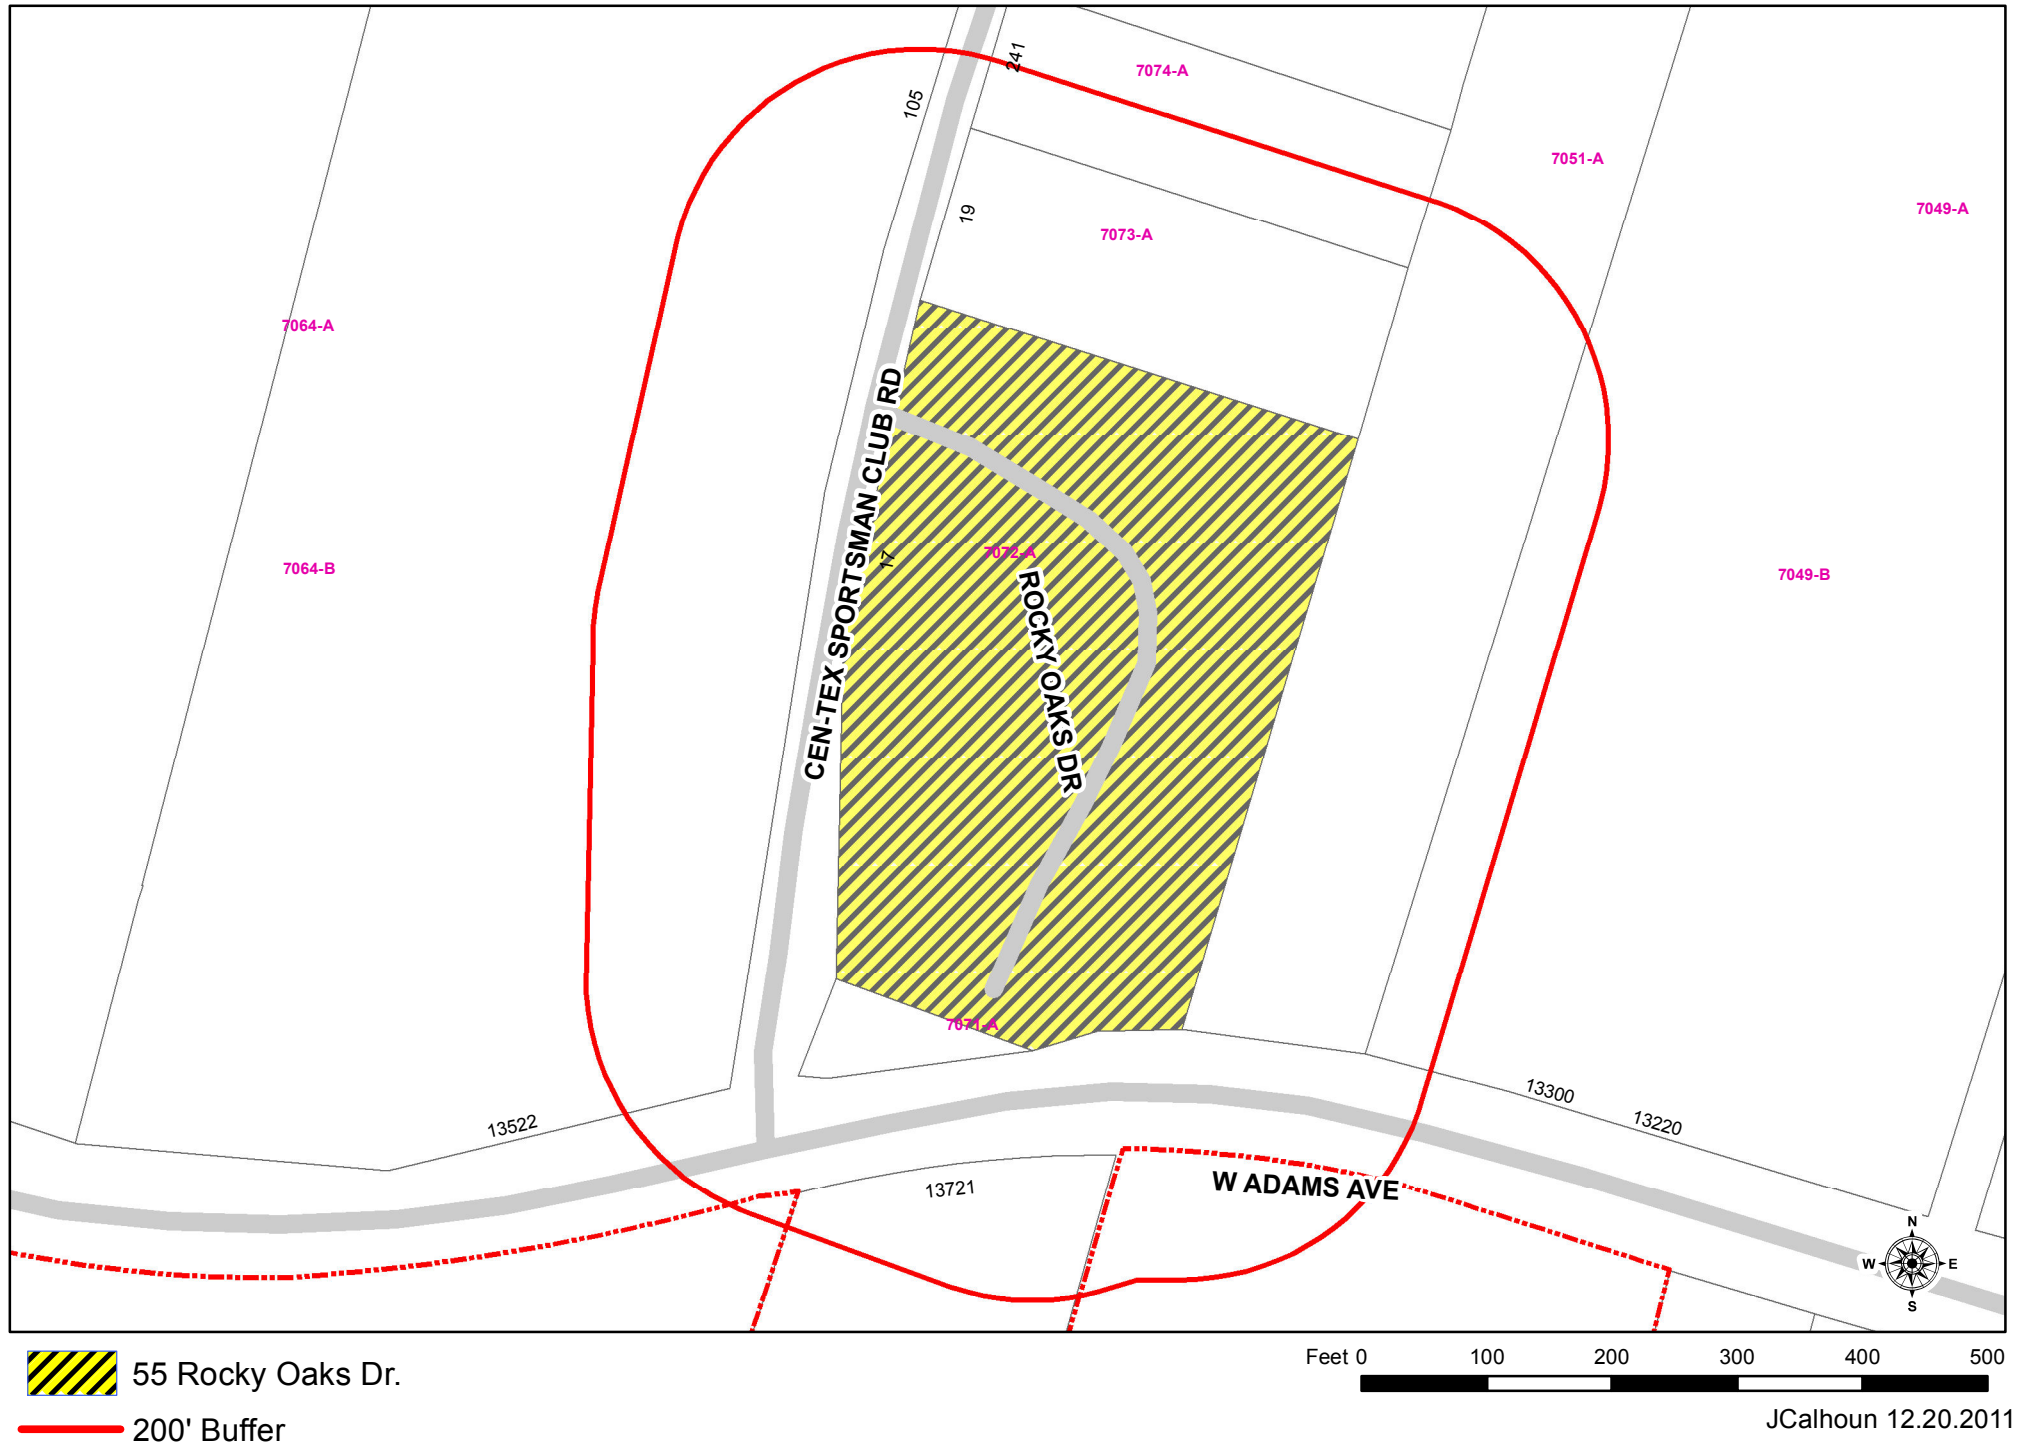 241
7074-A
105
7051-A
19
7049-A
7073-A
7064-A
CEN-TEX SPORTSMAN CLUB RD
17
7072-A
7064-B
7049-B
ROCKY OAKS DR
7071-A
13522
13300
13220
13721
W ADAMS AVE
N
W E
S
55 Rocky Oaks Dr.
200' Buffer
Feet 0 100 200 300 400 500
JCalhoun 12.20.2011